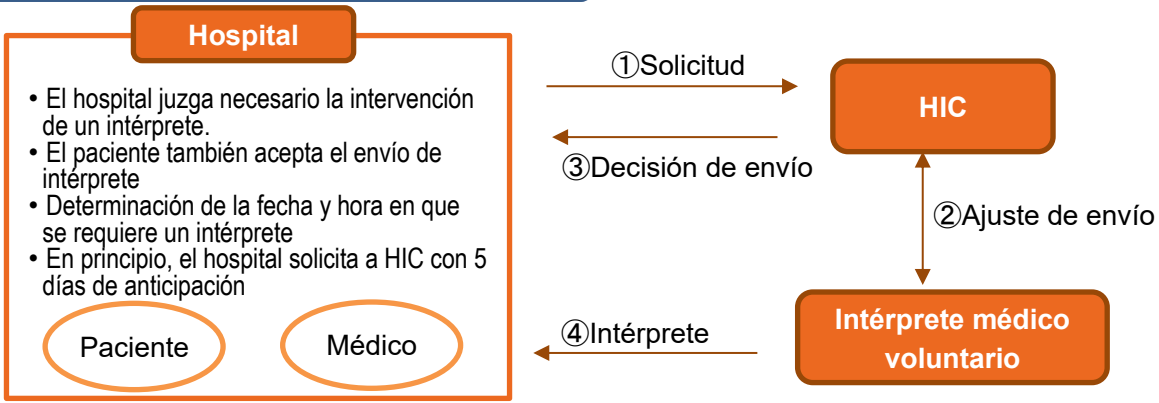 Hospital
• El hospital juzga necesario la intervención
de un intérprete.
• El paciente también acepta el envío de
intérprete
• Determinación de la fecha y hora en que
se requiere un intérprete
• En principio, el hospital solicita a HIC con 5
días de anticipación
Paciente
Médico
①Solicitud
③Decisión de envío
HIC
②Ajuste de envío
④Intérprete
Intérprete médico
voluntario